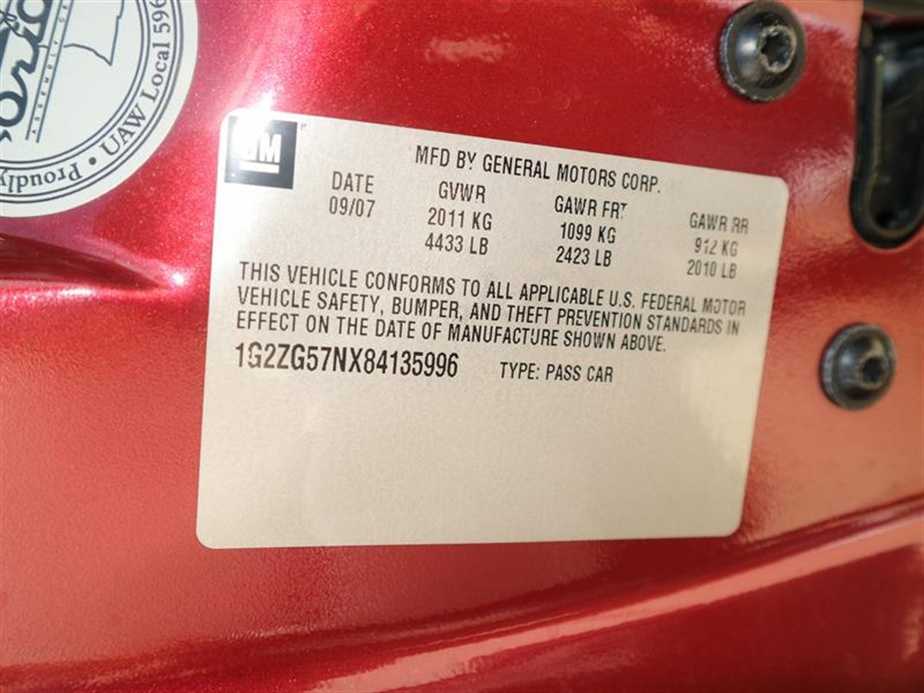 Proudly
UAW Local 596
GM
MFD BY GENERAL MOTORS CORP.
DATE GVWR GAWR FRT GAWR RR
09/07 2011 KG 1099 KG 912 KG
4433 LB 2423 LB 2010 LB
THIS VEHICLE CONFORMS TO ALL APPLICABLE U.S. FEDERAL MOTOR
VEHICLE SAFETY, BUMPER, AND THEFT PREVENTION STANDARDS IN
EFFECT ON THE DATE OF MANUFACTURE SHOWN ABOVE.
1G2ZG57NX84135996 TYPE: PASS CAR